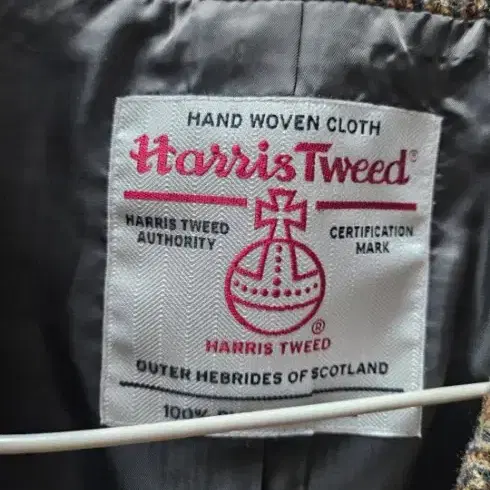 HAND WOVEN CLOTH
Harris Tweed®
HARRIS TWEED
AUTHORITY
CERTIFICATION
MARK
®
HARRIS TWEED
OUTER HEBRIDES OF SCOTLAND
100%